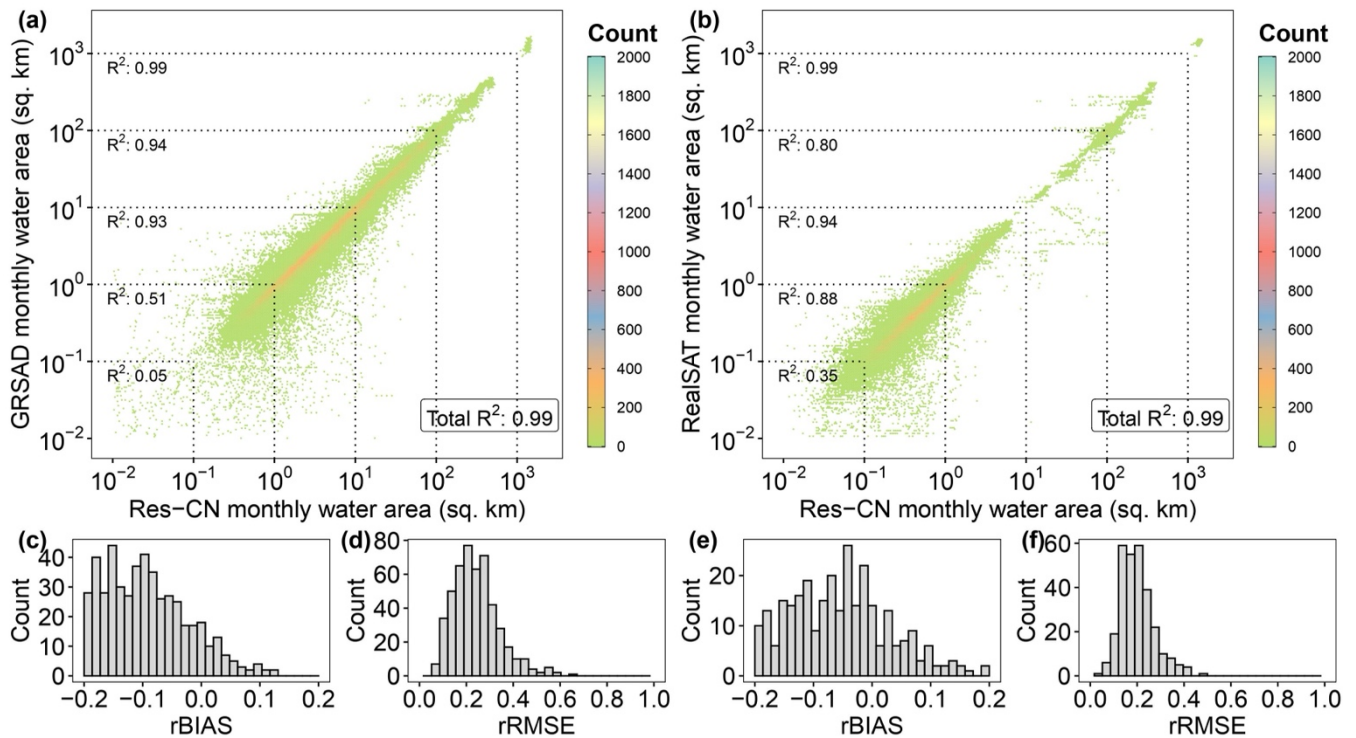 (a)
GRSAD monthly water area (sq. km)
10³
10²
10¹
10⁰
10⁻¹
10⁻²
R²: 0.99
R²: 0.94
R²: 0.93
R²: 0.51
R²: 0.05
Total R²: 0.99
10⁻² 10⁻¹ 10⁰ 10¹ 10² 10³
Res−CN monthly water area (sq. km)
Count
2000
1800
1600
1400
1200
1000
800
600
400
200
0
(b)
RealSAT monthly water area (sq. km)
10³
10²
10¹
10⁰
10⁻¹
10⁻²
R²: 0.99
R²: 0.80
R²: 0.94
R²: 0.88
R²: 0.35
Total R²: 0.99
10⁻² 10⁻¹ 10⁰ 10¹ 10² 10³
Res−CN monthly water area (sq. km)
Count
2000
1800
1600
1400
1200
1000
800
600
400
200
0
(c)
Count
40
30
20
10
0
−0.2 −0.1 0.0 0.1 0.2
rBIAS
(d)
Count
80
60
40
20
0
0.0 0.2 0.4 0.6 0.8 1.0
rRMSE
(e)
Count
20
10
0
−0.2 −0.1 0.0 0.1 0.2
rBIAS
(f)
Count
60
40
20
0
0.0 0.2 0.4 0.6 0.8 1.0
rRMSE